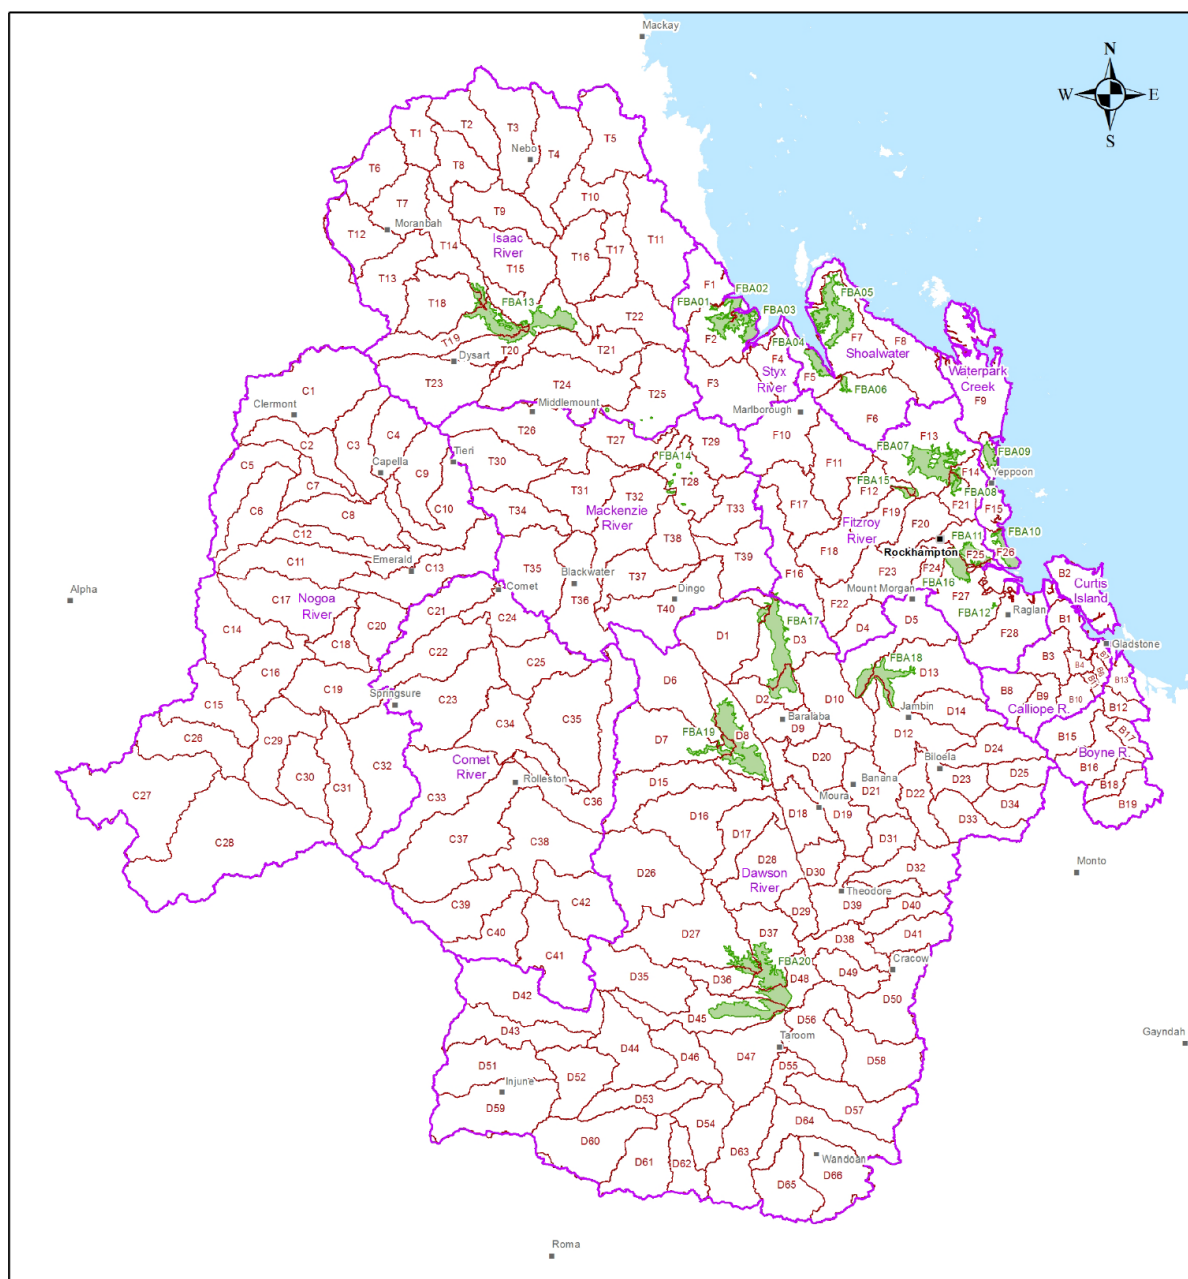 Mackay
N
W
E
S
T2
T3
T1
T5
Nebo
T4
T8
T6
T10
T7
T9
Moranbah
T12
T14
Isaac
River
T17
T11
T16
T15
T13
F1
FBA02
FBA05
T18
FBA13
FBA01
FBA03
T22
F2
F7
F8
FBA04
T19
T20
T21
Dysart
F4
Shoalwater
Styx
River
F5
Waterpark
Creek
T23
T24
T25
F3
FBA06
F9
C1
Middlemount
Marlborough
Clermont
F6
T26
T27
T29
F10
F13
C2
C3
C4
Tieri
FBA07
FBA09
C5
Capella
C9
T30
FBA14
F11
F14
Yeppoon
C7
T31
T32
T28
FBA15
F12
FBA08
C6
C8
C10
T34
Mackenzie
River
T33
F17
F19
F21
F15
C12
T38
Fitzroy
River
F20
FBA11
FBA10
F18
Rockhampton
F25
F26
C11
Emerald
C13
T35
T39
F24
Alpha
Nogoa
River
Comet
Blackwater
T37
F16
F23
FBA16
B2
Curtis
Island
C17
T36
Dingo
Mount Morgan
F27
C21
T40
F22
FBA12
Raglan
C20
C24
FBA17
D4
D5
B1
C14
C18
C22
D1
D3
F28
Gladstone
C25
B3
B7
B4
C16
D6
FBA18
D13
B13
C19
Springsure
C23
D2
D10
B8
B9
B10
C15
Baralaba
Jambin
D14
Calliope R.
B12
C34
C35
D9
D12
C26
C29
FBA19
D8
D7
B15
B17
C32
Comet
River
D20
D24
Boyne R.
C30
Biloela
B16
C31
Rolleston
D15
Banana
D23
D25
B18
C27
C33
D21
D22
C36
Moura
D34
B19
D16
D18
D19
D33
C28
C37
C38
D17
D31
D28
Monto
D26
Dawson
River
D30
D32
Theodore
C39
C42
D29
D39
D40
C40
D27
D37
D38
D41
C41
FBA20
Cracow
D35
D36
D48
D49
D42
D50
D43
D45
D56
Gayndah
D44
D46
D47
Taroom
D51
D52
D55
D58
Injune
D53
D59
D54
D57
D64
D60
D63
Wandoan
D61
D62
D65
D66
Roma